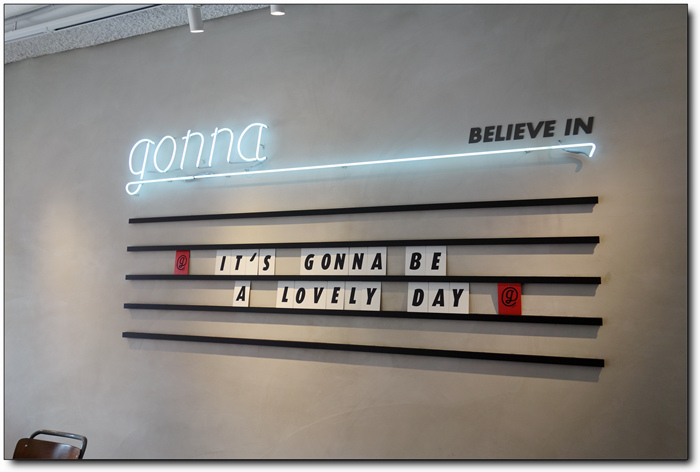 gonna
BELIEVE IN
g IT'S GONNA BE
A LOVELY DAY g